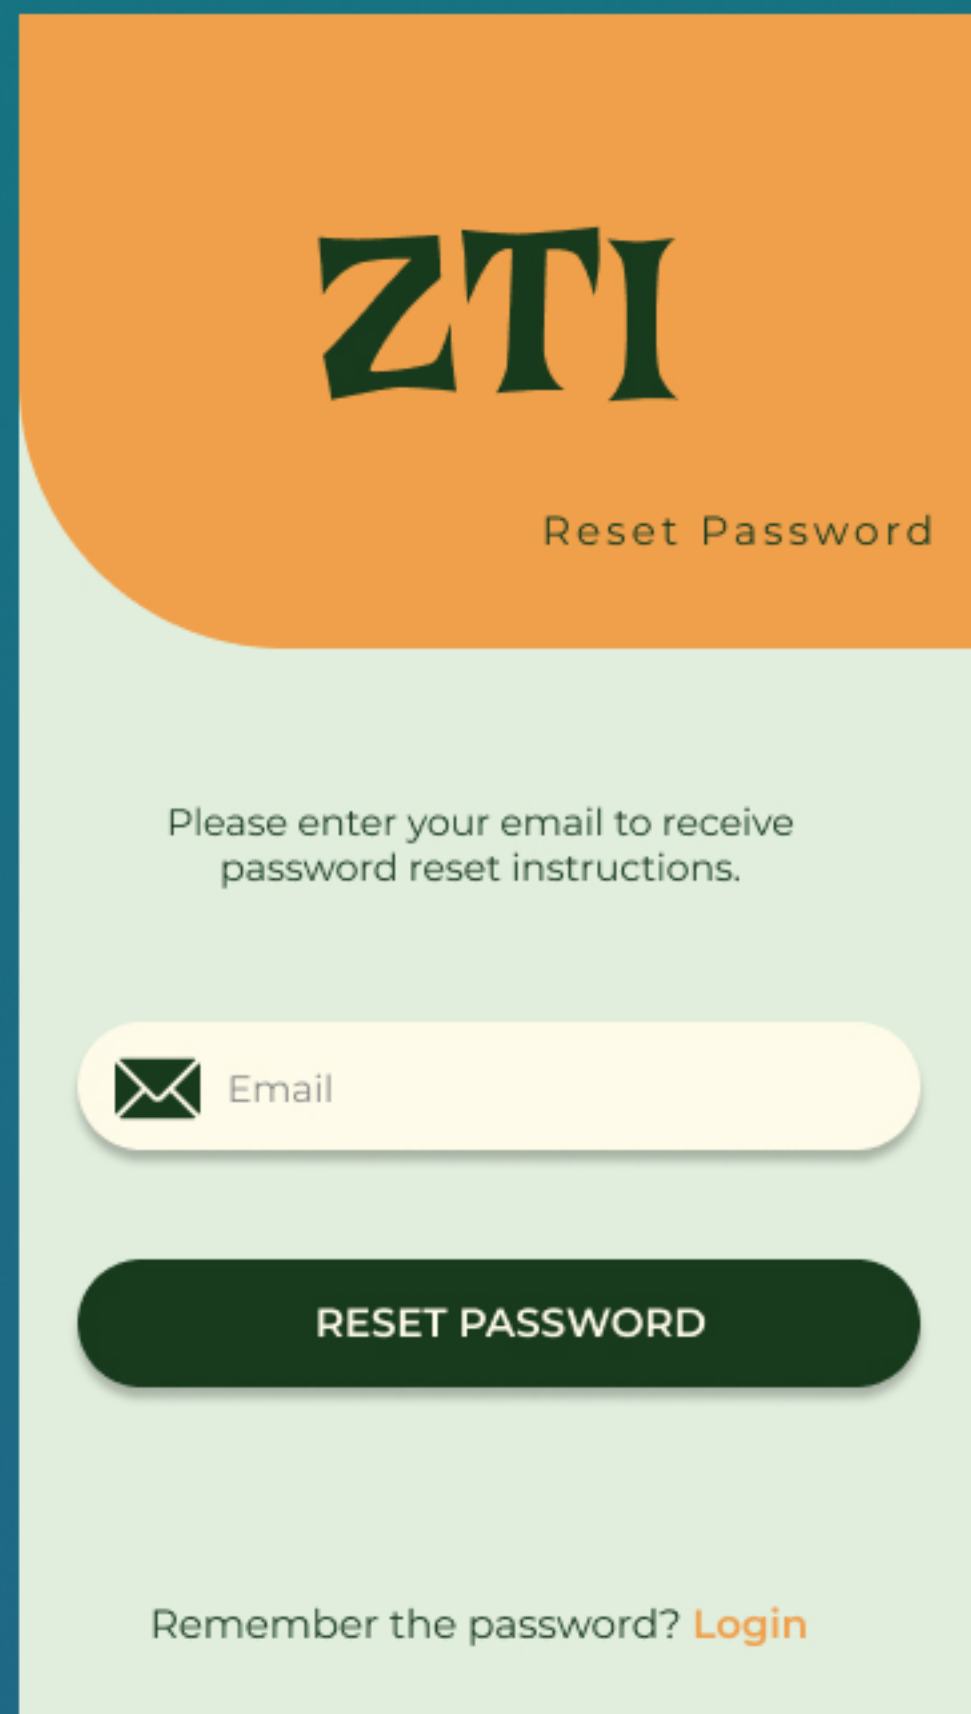 ZTI
Reset Password
Please enter your email to receive
password reset instructions.
Email
RESET PASSWORD
Remember the password? Login